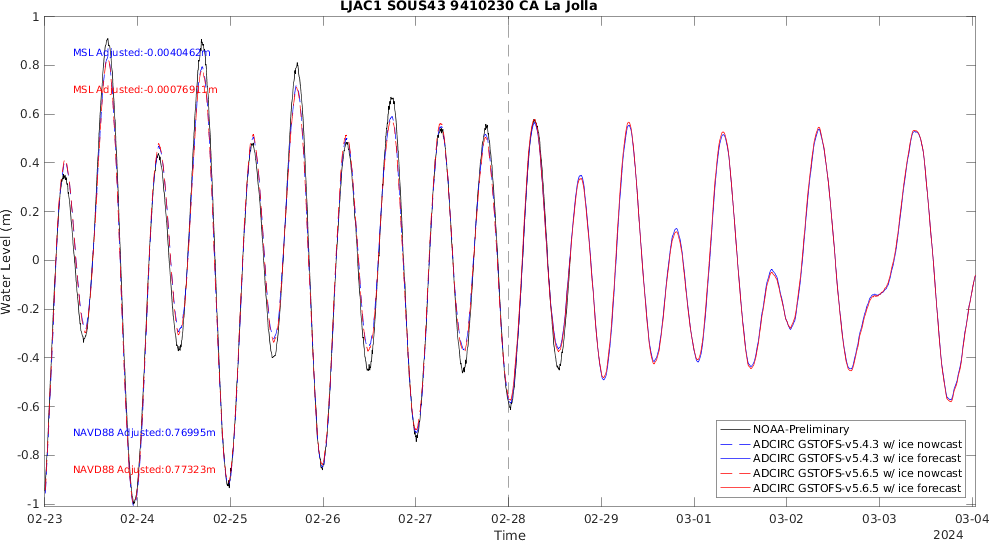 LJAC1 SOUS43 9410230 CA La Jolla
1
0.8
0.6
0.4
0.2
0
-0.2
-0.4
-0.6
-0.8
-1
Water Level (m)
MSL Adjusted:-0.0040462m
MSL Adjusted:-0.00076911m
NAVD88 Adjusted:0.76995m
NAVD88 Adjusted:0.77323m
NOAA-Preliminary
ADCIRC GSTOFS-v5.4.3 w/ ice nowcast
ADCIRC GSTOFS-v5.4.3 w/ ice forecast
ADCIRC GSTOFS-v5.6.5 w/ ice nowcast
ADCIRC GSTOFS-v5.6.5 w/ ice forecast
02-23 02-24 02-25 02-26 02-27 02-28 02-29 03-01 03-02 03-03 03-04
Time
2024